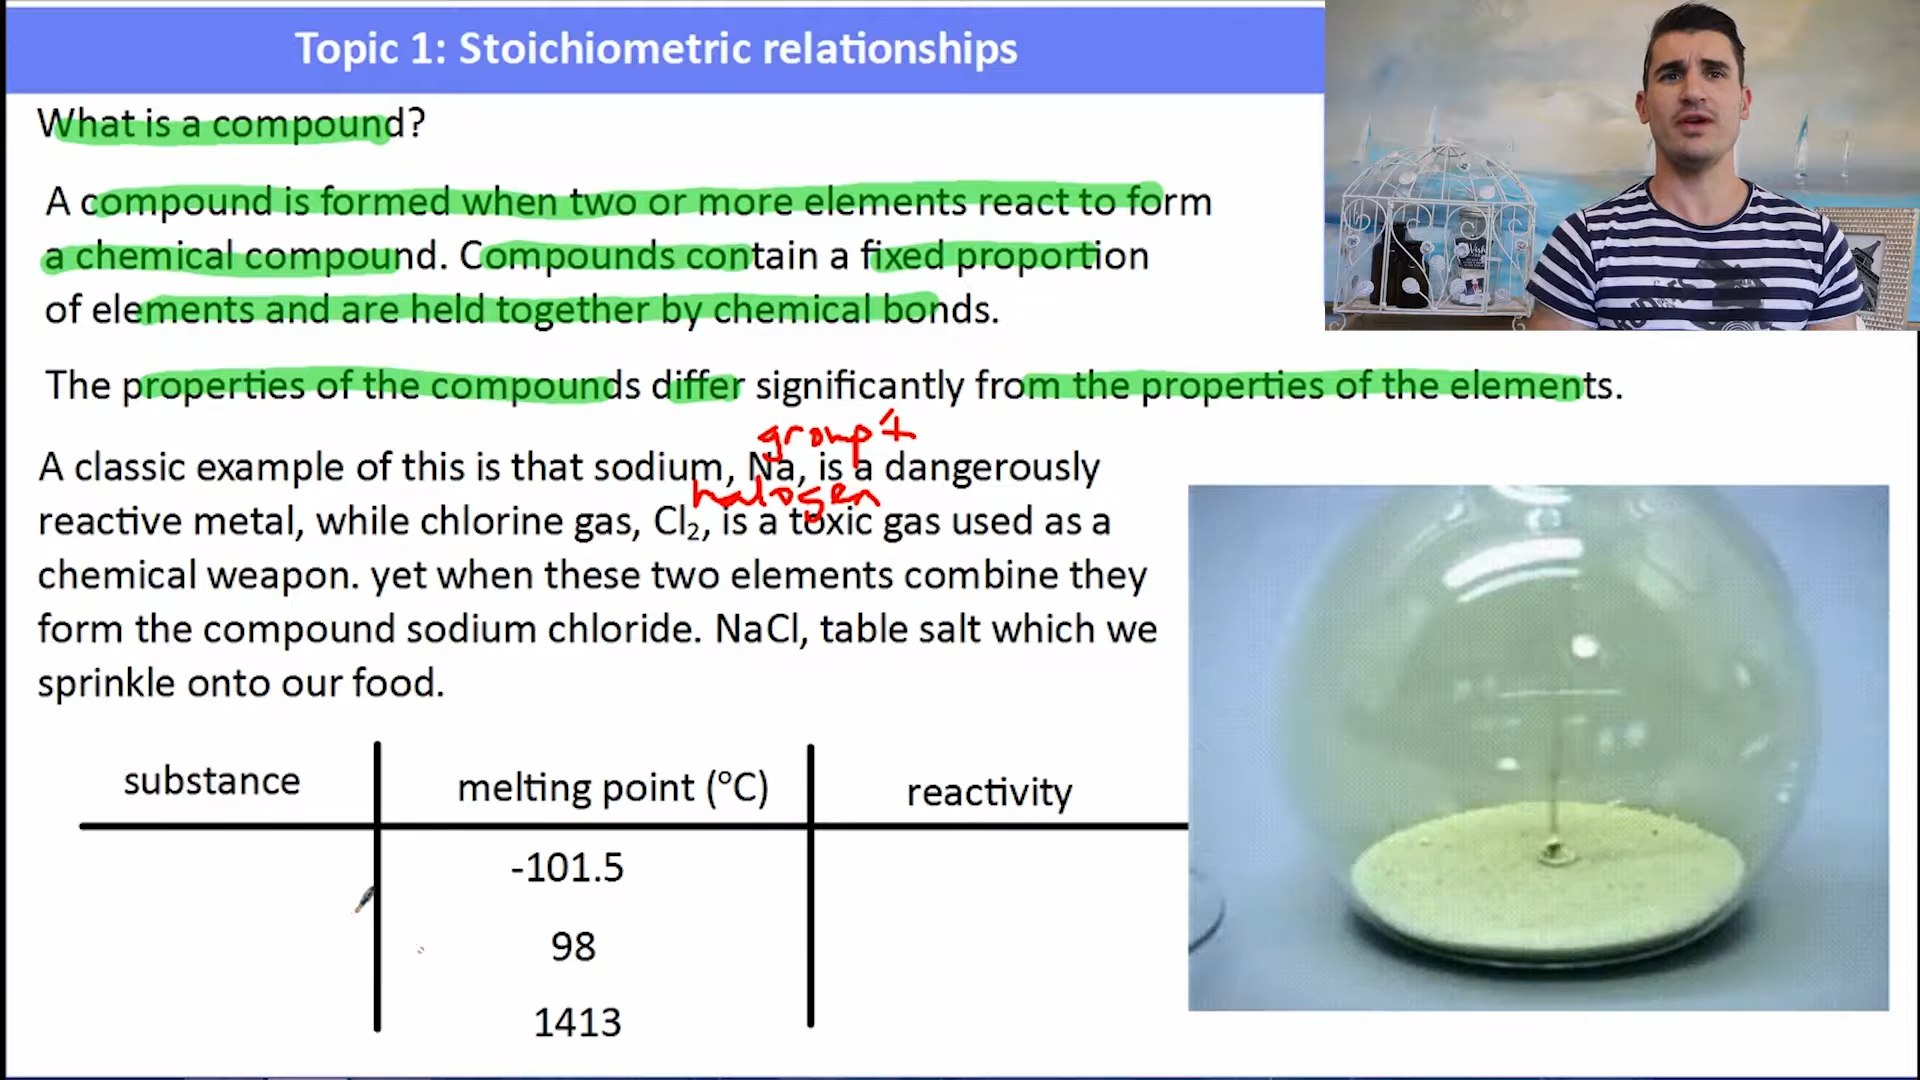 Topic 1: Stoichiometric relationships
What is a compound?
A compound is formed when two or more elements react to form
a chemical compound. Compounds contain a fixed proportion
of elements and are held together by chemical bonds.
The properties of the compounds differ significantly from the properties of the elements.
group 1
A classic example of this is that sodium, Na, is a dangerously
halogen
reactive metal, while chlorine gas, Cl₂, is a toxic gas used as a
chemical weapon. yet when these two elements combine they
form the compound sodium chloride. NaCl, table salt which we
sprinkle onto our food.
substance melting point (°C) reactivity
-101.5
98
1413